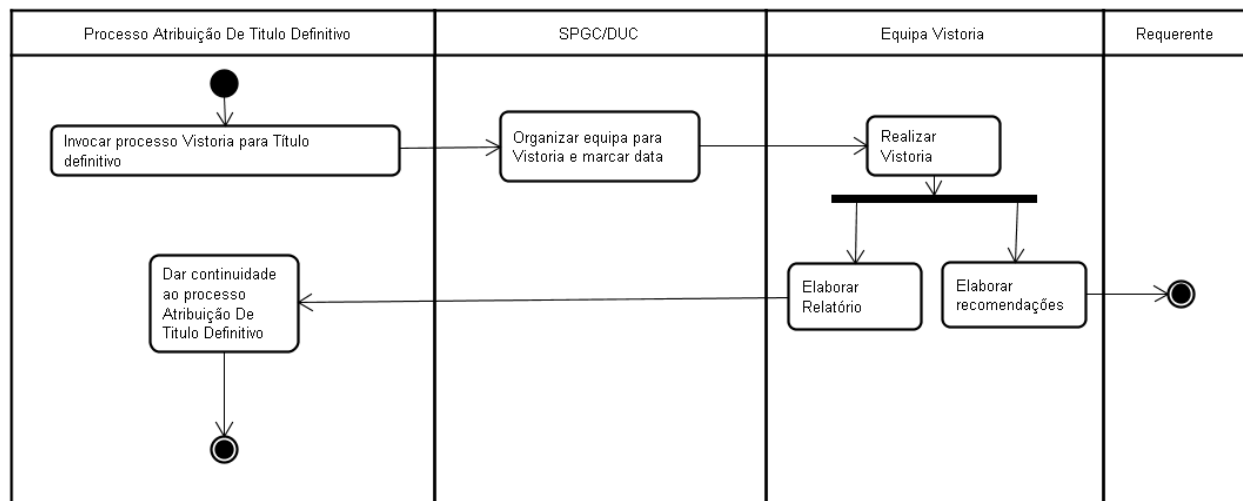 Processo Atribuição De Titulo Definitivo
SPGC/DUC
Equipa Vistoria
Requerente
Invocar processo Vistoria para Título
definitivo
Organizar equipa para
Vistoria e marcar data
Realizar
Vistoria
Dar continuidade
ao processo
Atribuição De
Titulo Definitivo
Elaborar
Relatório
Elaborar
recomendações